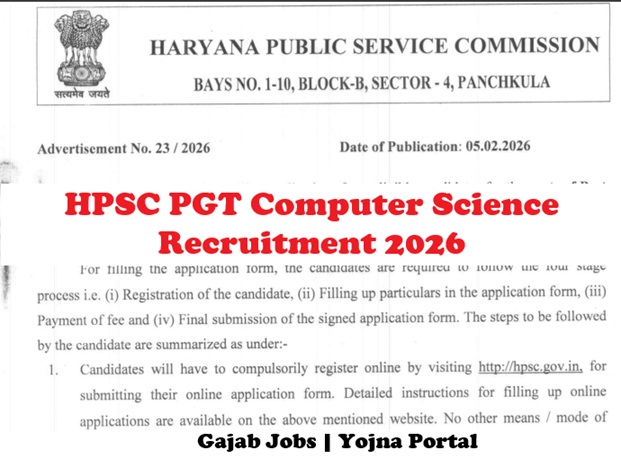 HARYANA PUBLIC SERVICE COMMISSION
BAYS NO. 1-10, BLOCK-B, SECTOR - 4, PANCHKULA
सत्यमेव जयते
Advertisement No. 23 / 2026 Date of Publication: 05.02.2026
HPSC PGT Computer Science
Recruitment 2026
For filling the application form, the candidates are required to follow the four stage
process i.e. (i) Registration of the candidate, (ii) Filling up particulars in the application form, (iii)
Payment of fee and (iv) Final submission of the signed application form. The steps to be followed
by the candidate are summarized as under:-
1. Candidates will have to compulsorily register online by visiting http://hpsc.gov.in, for
submitting their online application form. Detailed instructions for filling up online
applications are available on the above mentioned website. No other means / mode of
Gajab Jobs | Yojna Portal